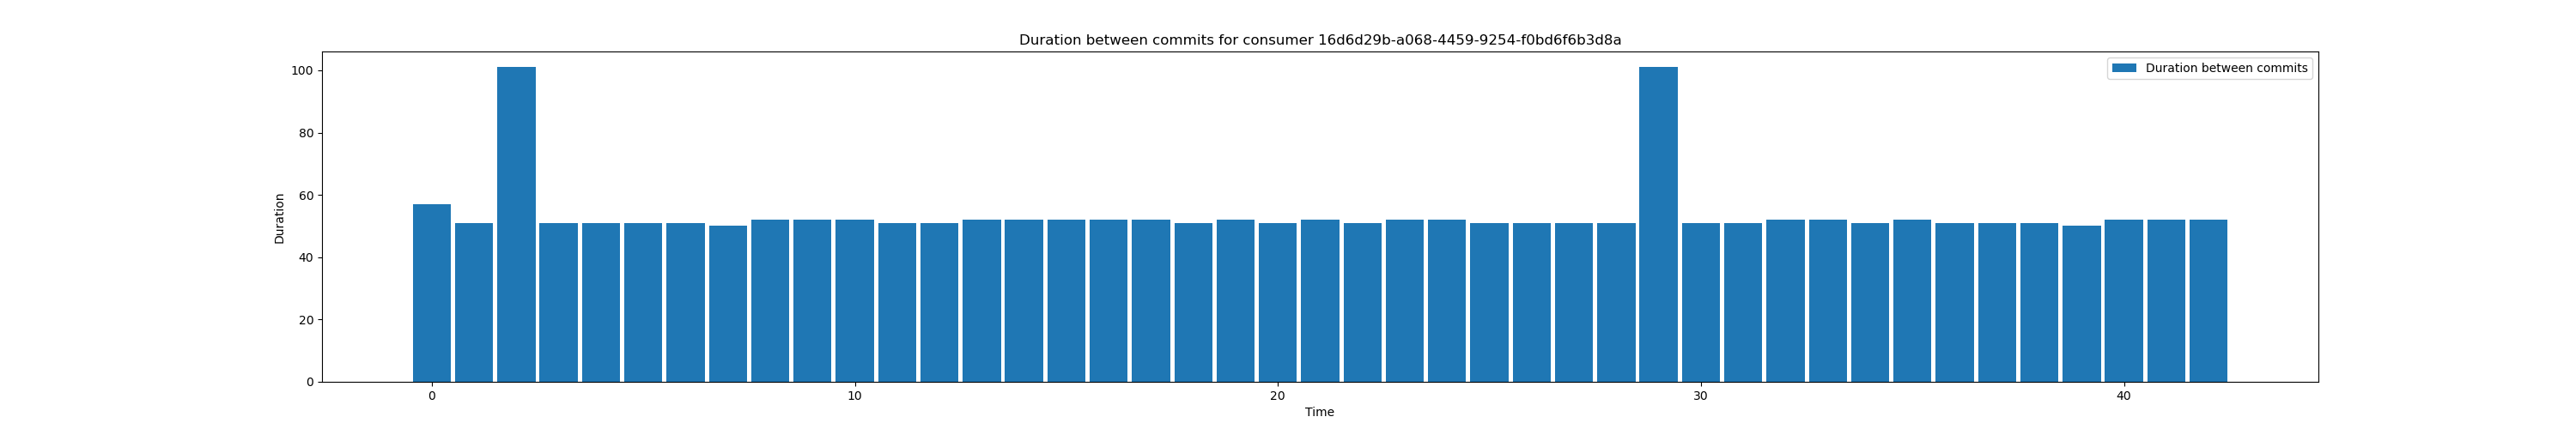 Duration between commits for consumer 16d6d29b-a068-4459-9254-f0bd6f6b3d8a
Duration between commits
100
80
60
40
20
0
Duration
0 10 20 30 40
Time